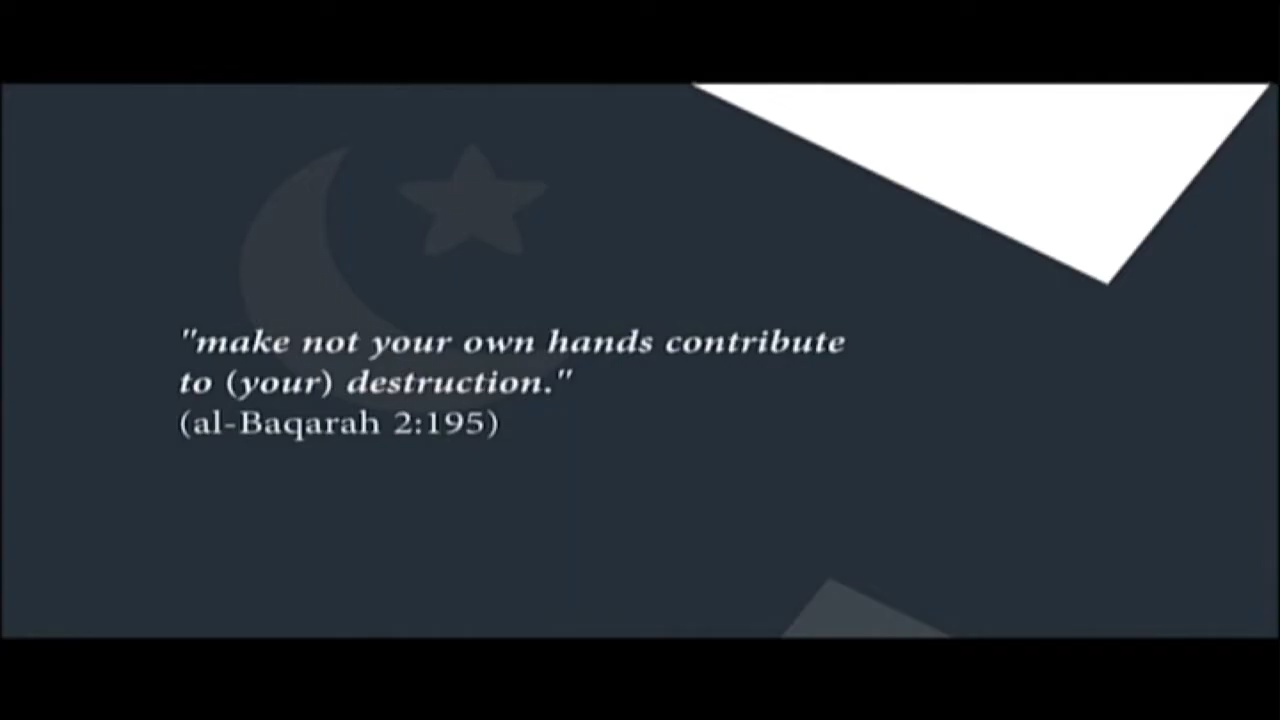 "make not your own hands contribute
to (your) destruction."
(al-Baqarah 2:195)